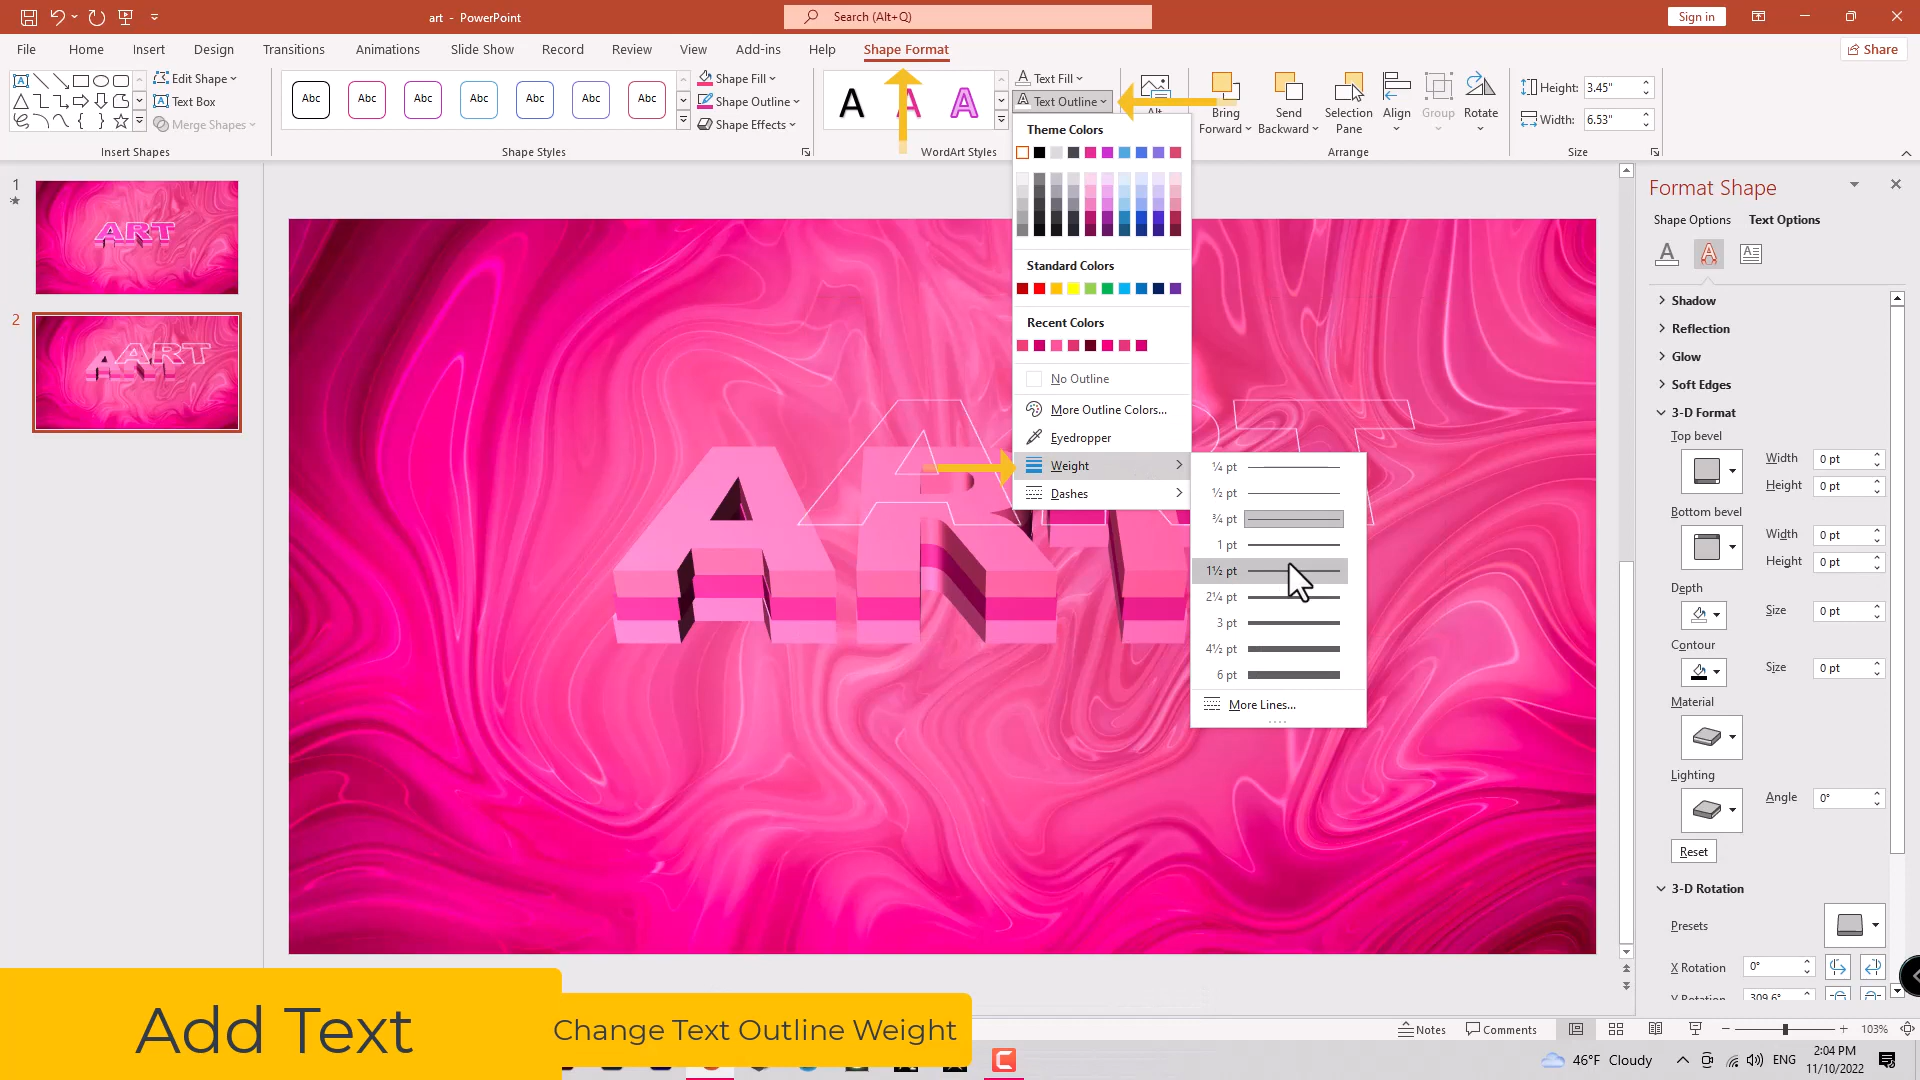 art - PowerPoint
Search (Alt+Q)
Sign in
File
Home
Insert
Design
Transitions
Animations
Slide Show
Record
Review
View
Add-ins
Help
Shape Format
Share
Edit Shape
Text Box
Merge Shapes
Insert Shapes
Abc
Abc
Abc
Abc
Abc
Abc
Abc
Shape Fill
Shape Outline
Shape Effects
Shape Styles
A
A
A
Text Fill
Text Outline
WordArt Styles
Alt
Bring
Forward
Send
Backward
Selection
Pane
Align
Group
Rotate
Arrange
Height: 3.45"
Width: 6.53"
Size
Theme Colors
Standard Colors
Recent Colors
No Outline
More Outline Colors...
Eyedropper
Weight
Dashes
¼ pt
½ pt
¾ pt
1 pt
1½ pt
2¼ pt
3 pt
4½ pt
6 pt
More Lines...
1
ART
2
ART
ART
ART
Format Shape
Shape Options
Text Options
Shadow
Reflection
Glow
Soft Edges
3-D Format
Top bevel
Width 0 pt
Height 0 pt
Bottom bevel
Width 0 pt
Height 0 pt
Depth
Size 0 pt
Contour
Size 0 pt
Material
Lighting
Angle 0°
Reset
3-D Rotation
Presets
X Rotation 0°
Y Rotation 309.6°
Add Text
Change Text Outline Weight
Notes
Comments
103%
46°F Cloudy
ENG
2:04 PM
11/10/2022